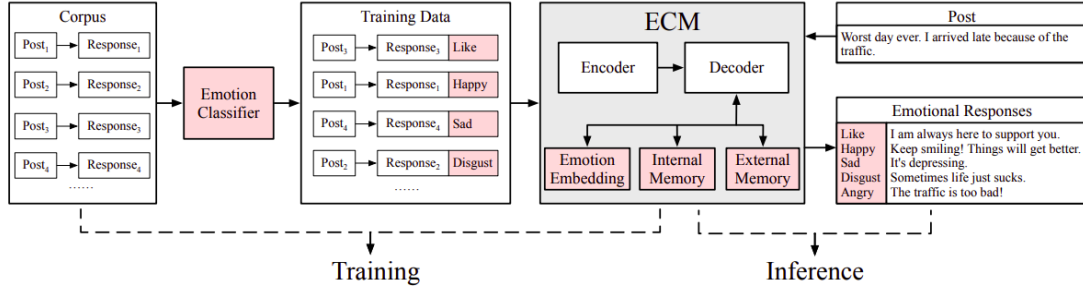 Corpus
Post1 Response1
Post2 Response2
Post3 Response3
Post4 Response4
......
Emotion
Classifier
Training Data
Post3 Response3 Like
Post1 Response1 Happy
Post4 Response4 Sad
Post2 Response2 Disgust
......
ECM
Encoder
Decoder
Emotion
Embedding
Internal
Memory
External
Memory
Post
Worst day ever. I arrived late because of the
traffic.
Emotional Responses
Like I am always here to support you.
Happy Keep smiling! Things will get better.
Sad It's depressing.
Disgust Sometimes life just sucks.
Angry The traffic is too bad!
Training
Inference